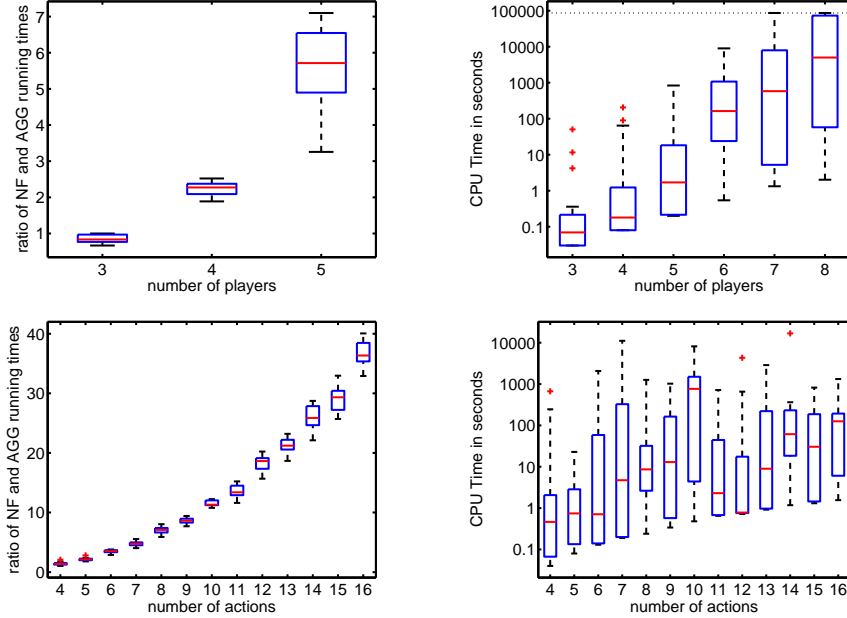 7
6
5
4
3
2
1
3 4 5
number of players
ratio of NF and AGG running times
100000
10000
1000
100
10
1
0.1
3 4 5 6 7 8
number of players
CPU Time in seconds
40
30
20
10
0
4 5 6 7 8 9 10 11 12 13 14 15 16
number of actions
ratio of NF and AGG running times
10000
1000
100
10
1
0.1
4 5 6 7 8 9 10 11 12 13 14 15 16
number of actions
CPU Time in seconds